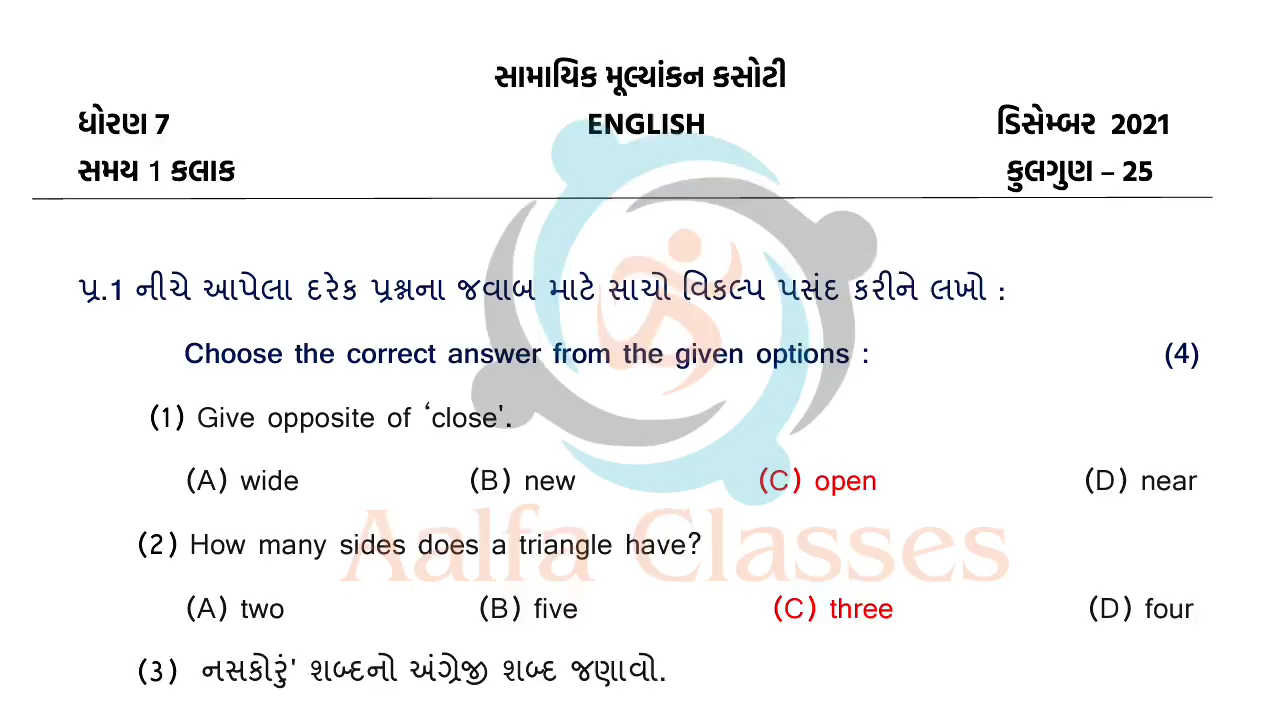 સામાયિક મૂલ્યાંકન કસોટી
ધોરણ 7 ENGLISH ડિસેમ્બર 2021
સમય 1 કલાક કુલગુણ – 25
પ્ર.1 નીચે આપેલા દરેક પ્રશ્નના જવાબ માટે સાચો વિકલ્પ પસંદ કરીને લખો :
Choose the correct answer from the given options : (4)
(1) Give opposite of ‘close'.
(A) wide (B) new (C) open (D) near
Aalfa Classes
(2) How many sides does a triangle have?
(A) two (B) five (C) three (D) four
(3) નસકોરું' શબ્દનો અંગ્રેજી શબ્દ જણાવો.